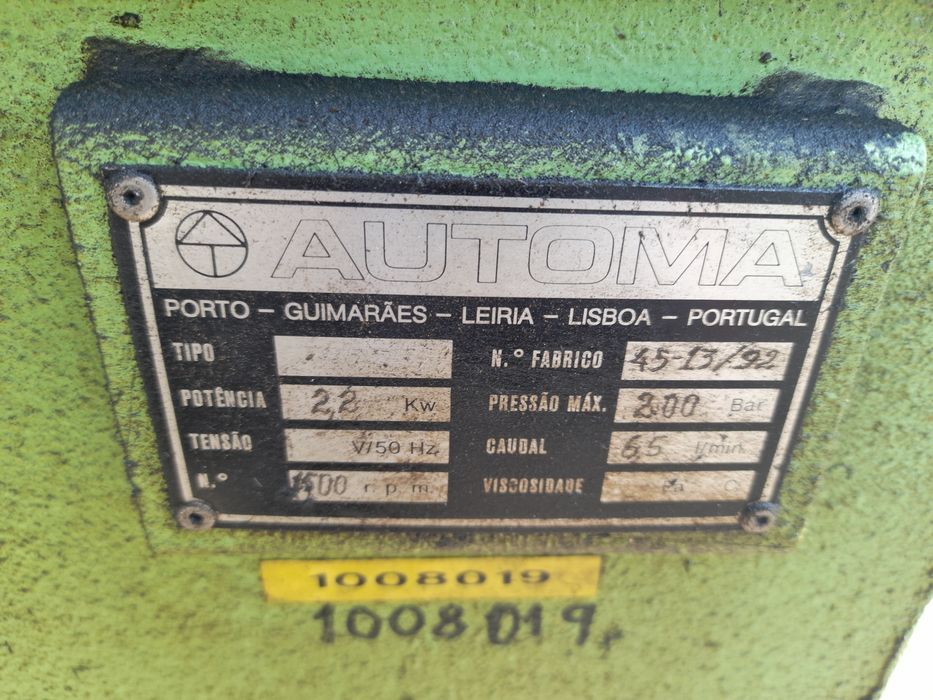 AUTOMA
PORTO – GUIMARÃES – LEIRIA – LISBOA – PORTUGAL
TIPO N.º FABRICO 45-13/92
POTÊNCIA 2,2 Kw PRESSÃO MÁX. 200 Bar
TENSÃO V/50 Hz CAUDAL 6,5 l/min.
N.º 1500 r.p.m. VISCOSIDADE C
1008019
1008019